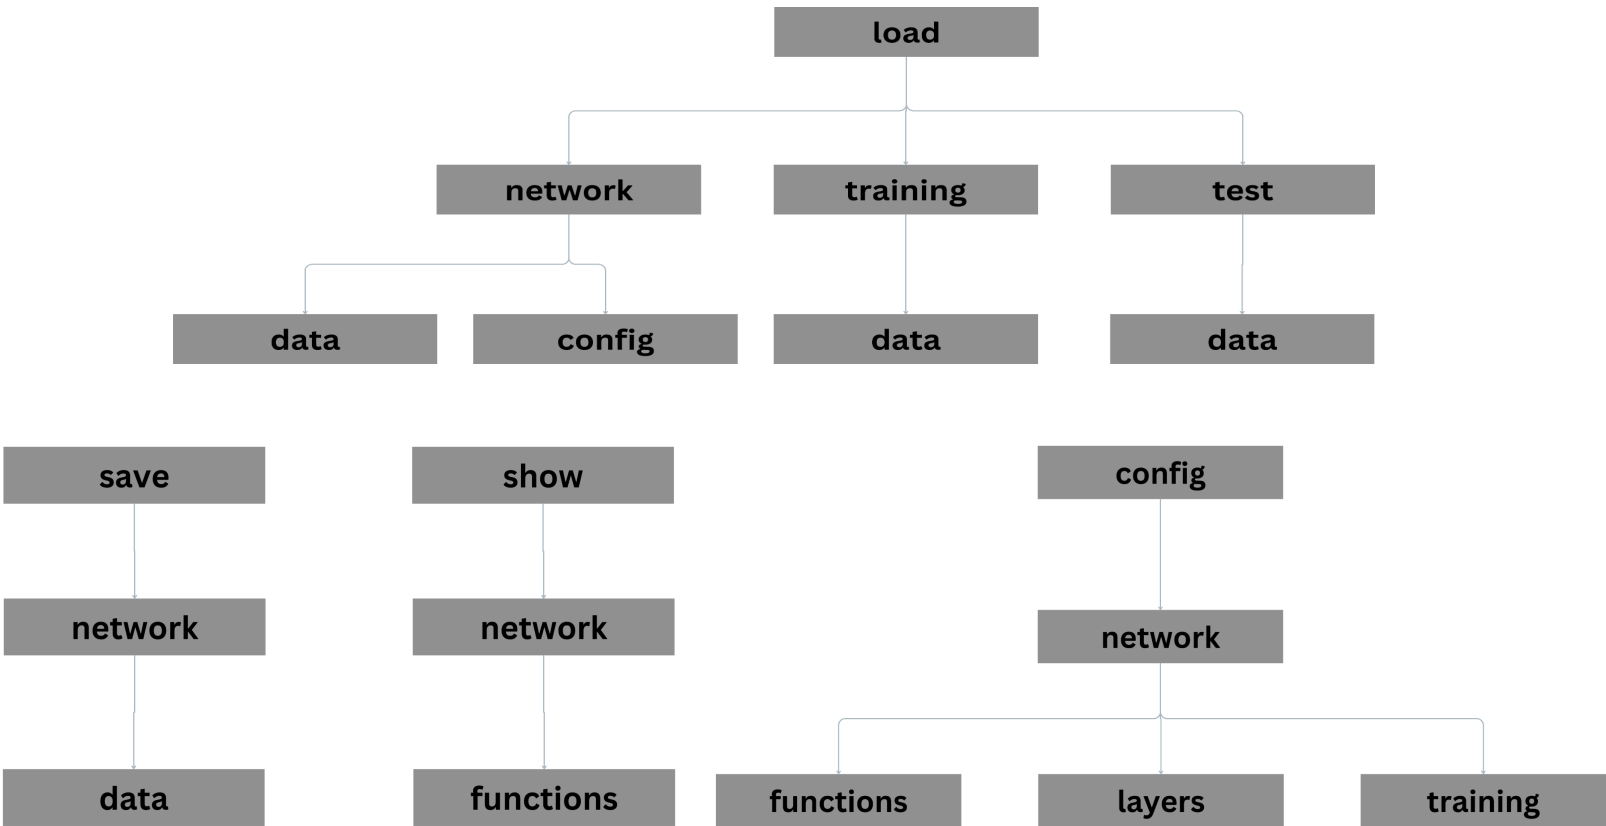 load
network
training
test
data
config
data
data
save
show
config
network
network
network
data
functions
functions
layers
training